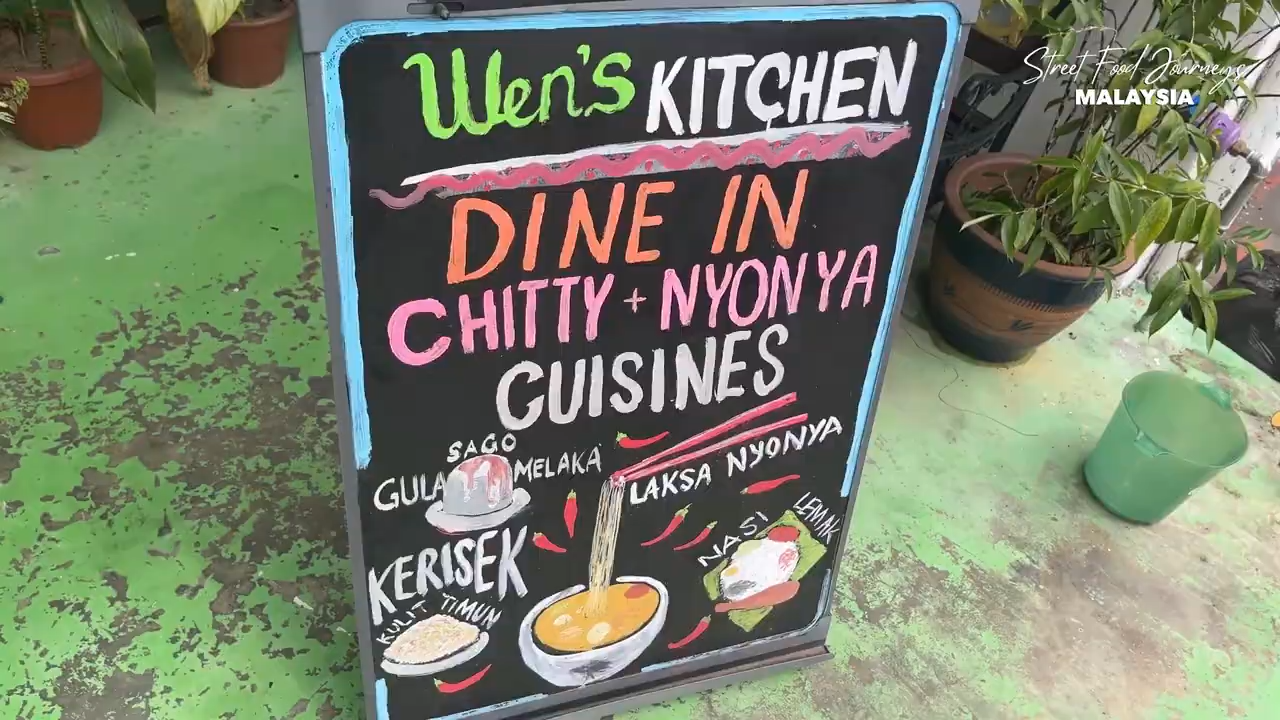 Street Food Journeys
MALAYSIA
Wen's KITCHEN
DINE IN
CHITTY + NYONYA
CUISINES
SAGO
GULA MELAKA
LAKSA NYONYA
NASI LEMAK
KERISEK
KULIT TIMUN